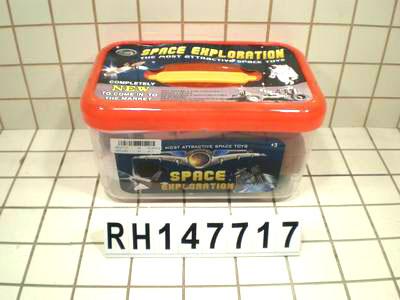 SPACE EXPLORATION
THE MOST ATTRACTIVE SPACE TOYS
COMPLETELY
NEW
TO COME IN TO
THE MARKET
MOST ATTRACTIVE SPACE TOYS
+3
SPACE
EXPLORATION
RH147717